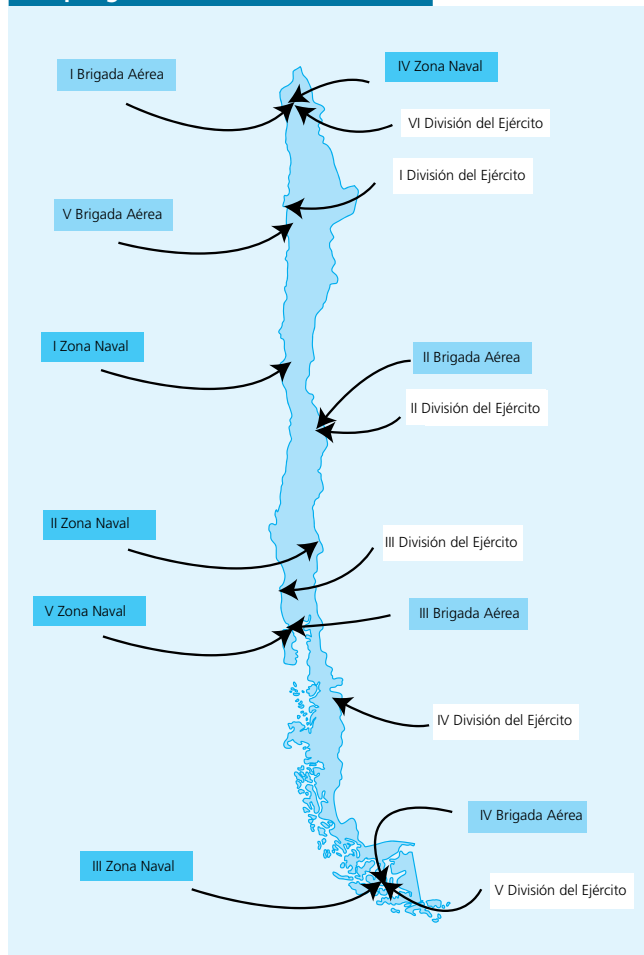 I Brigada Aérea
IV Zona Naval
VI División del Ejército
I División del Ejército
V Brigada Aérea
I Zona Naval
II Brigada Aérea
II División del Ejército
II Zona Naval
III División del Ejército
V Zona Naval
III Brigada Aérea
IV División del Ejército
IV Brigada Aérea
III Zona Naval
V División del Ejército